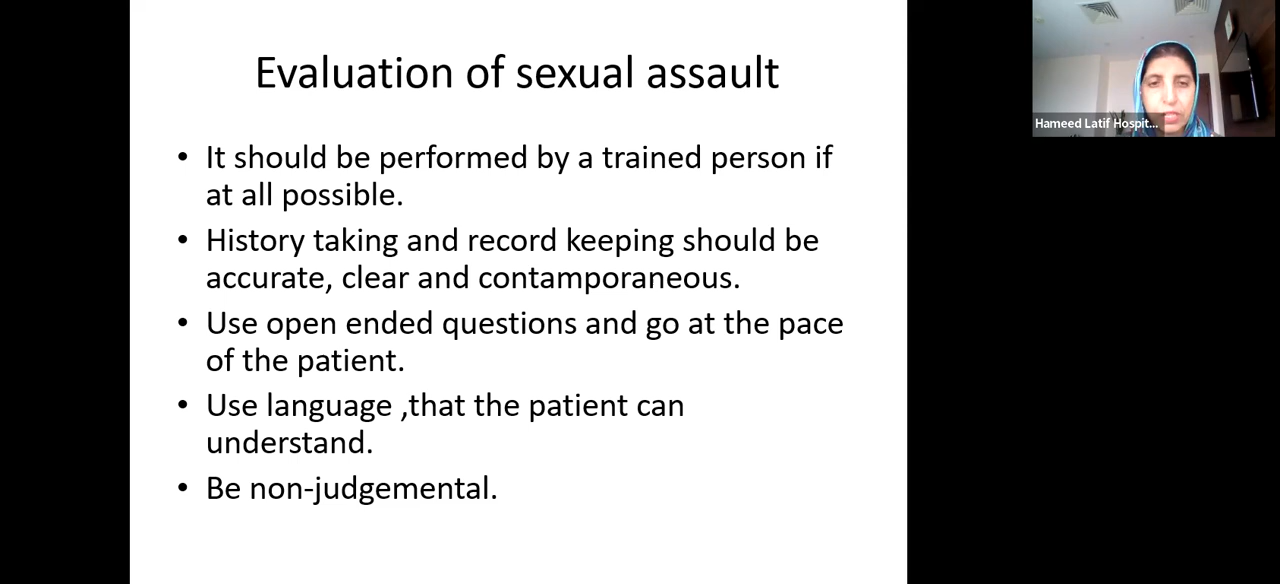 Evaluation of sexual assault
• It should be performed by a trained person if
at all possible.
• History taking and record keeping should be
accurate, clear and contamporaneous.
• Use open ended questions and go at the pace
of the patient.
• Use language ,that the patient can
understand.
• Be non-judgemental.
Hameed Latif Hospit...